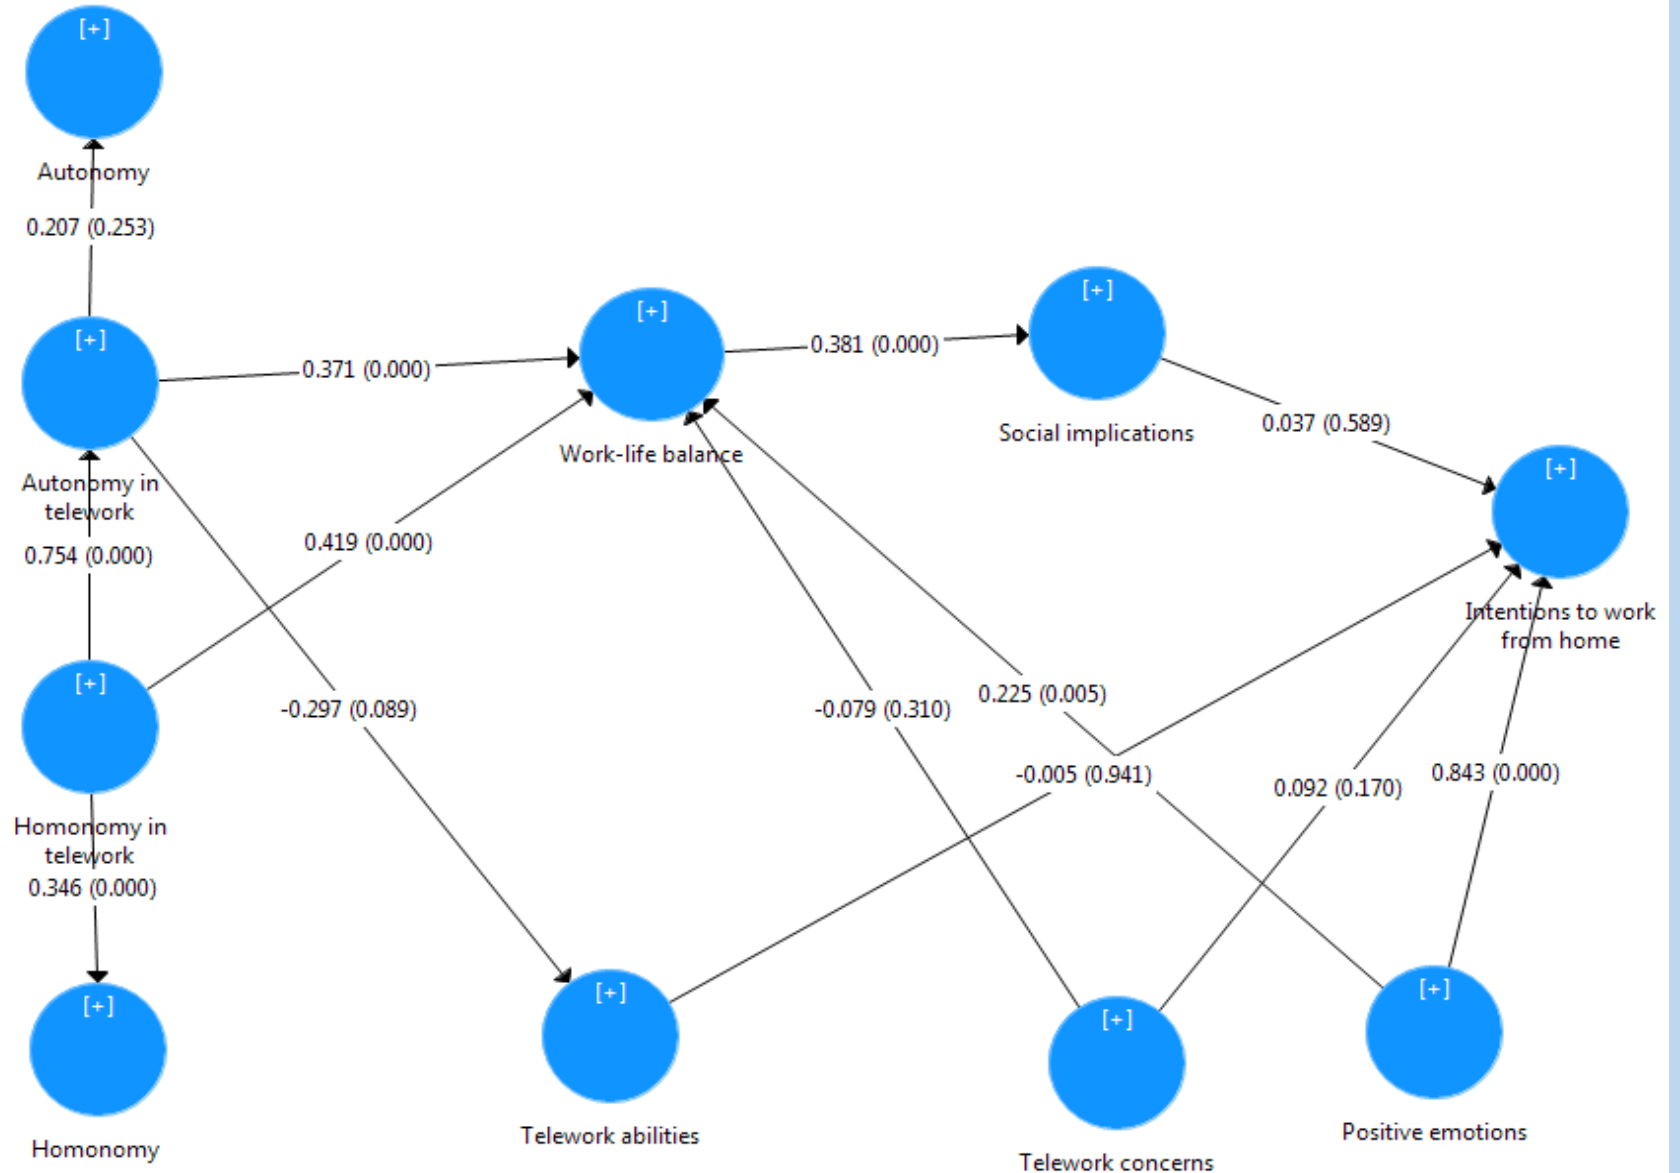 [+]
Autonomy
0.207 (0.253)
[+]
Autonomy in
telework
0.754 (0.000)
[+]
Homonomy in
telework
0.346 (0.000)
[+]
Homonomy
0.371 (0.000)
0.419 (0.000)
-0.297 (0.089)
[+]
Work-life balance
0.381 (0.000)
[+]
Social implications
0.037 (0.589)
[+]
Intentions to work
from home
0.225 (0.005)
-0.079 (0.310)
-0.005 (0.941)
0.092 (0.170)
0.843 (0.000)
[+]
Telework abilities
[+]
Telework concerns
[+]
Positive emotions